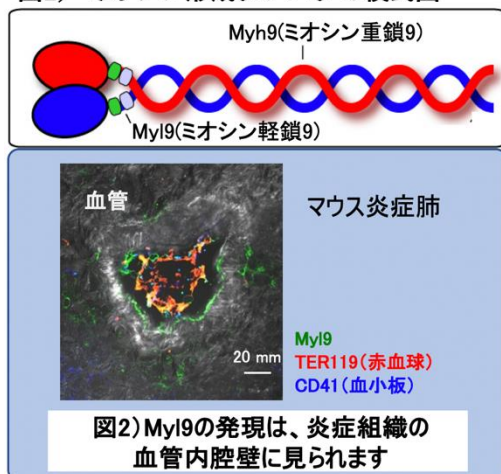 Myh9(ミオシン重鎖9)
Myl9(ミオシン軽鎖9)
血管
マウス炎症肺
Myl9
TER119(赤血球)
CD41(血小板)
20 mm
図2)Myl9の発現は、炎症組織の
血管内腔壁に見られます